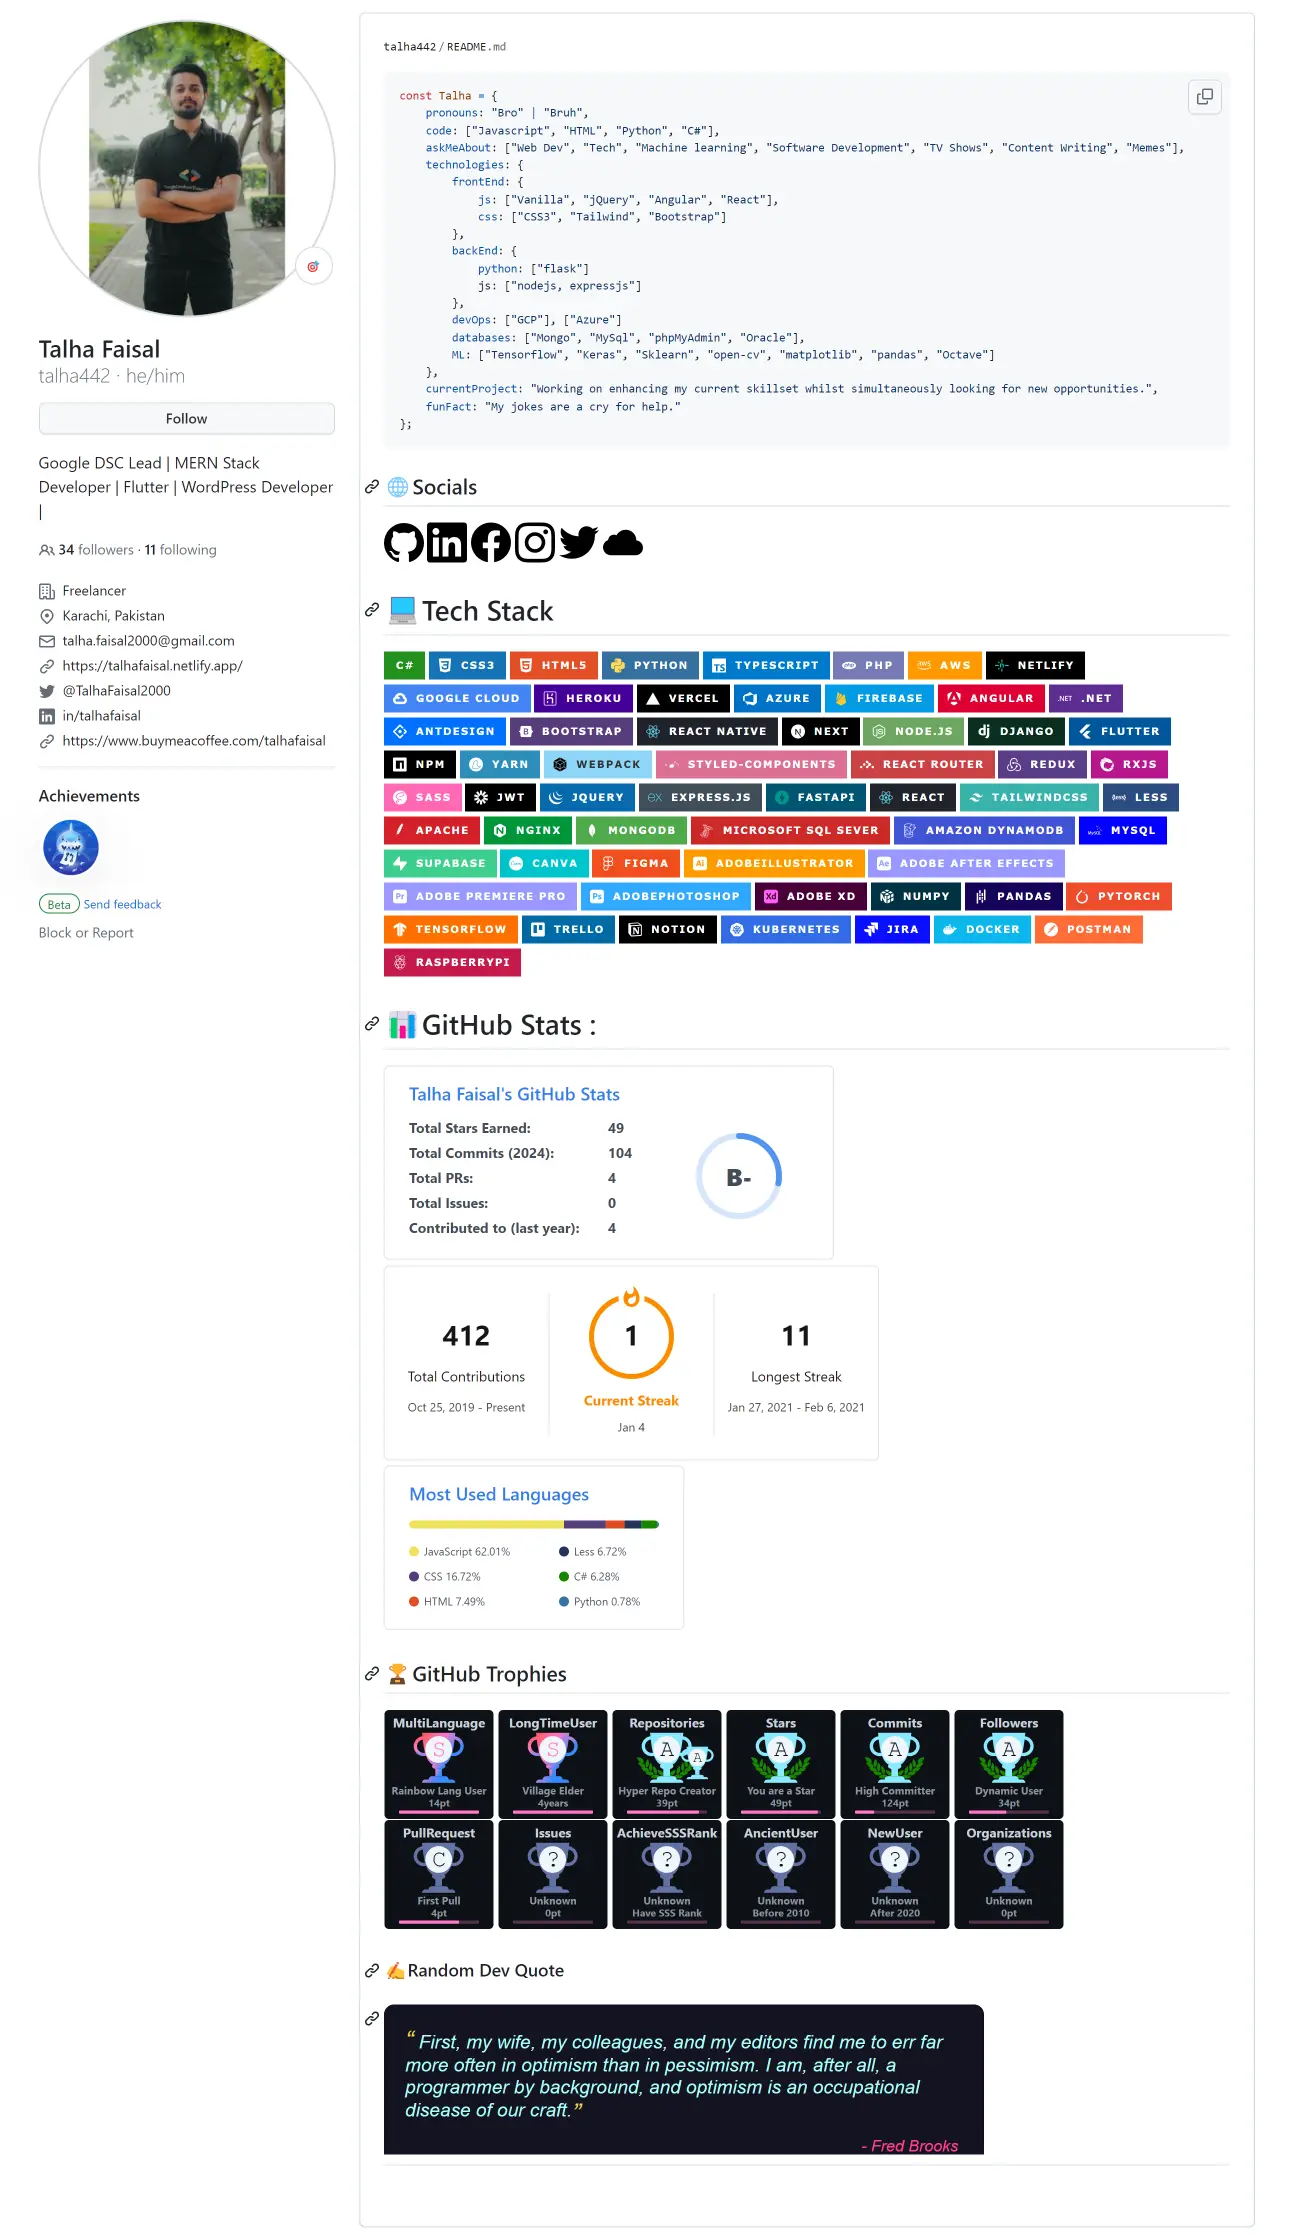 Talha Faisal
talha442 · he/him
Follow
Google DSC Lead | MERN Stack
Developer | Flutter | WordPress Developer
|
34 followers · 11 following
Freelancer
Karachi, Pakistan
talha.faisal2000@gmail.com
https://talhafaisal.netlify.app/
@TalhaFaisal2000
in/talhafaisal
https://www.buymeacoffee.com/talhafaisal
Achievements
Beta Send feedback
Block or Report
talha442 / README.md
const Talha = {
pronouns: "Bro" | "Bruh",
code: ["Javascript", "HTML", "Python", "C#"],
askMeAbout: ["Web Dev", "Tech", "Machine learning", "Software Development", "TV Shows", "Content Writing", "Memes"],
technologies: {
frontEnd: {
js: ["Vanilla", "jQuery", "Angular", "React"],
css: ["CSS3", "Tailwind", "Bootstrap"]
},
backEnd: {
python: ["flask"]
js: ["nodejs, expressjs"]
},
devOps: ["GCP"], ["Azure"]
databases: ["Mongo", "MySql", "phpMyAdmin", "Oracle"],
ML: ["Tensorflow", "Keras", "Sklearn", "open-cv", "matplotlib", "pandas", "Octave"]
},
currentProject: "Working on enhancing my current skillset whilst simultaneously looking for new opportunities.",
funFact: "My jokes are a cry for help."
};
🌐 Socials
💻 Tech Stack
C# CSS3 HTML5 PYTHON TYPESCRIPT PHP AWS NETLIFY
GOOGLE CLOUD HEROKU VERCEL AZURE FIREBASE ANGULAR .NET
ANTDESIGN BOOTSTRAP REACT NATIVE NEXT NODE.JS DJANGO FLUTTER
NPM YARN WEBPACK STYLED-COMPONENTS REACT ROUTER REDUX RXJS
SASS JWT JQUERY EXPRESS.JS FASTAPI REACT TAILWINDCSS LESS
APACHE NGINX MONGODB MICROSOFT SQL SEVER AMAZON DYNAMODB MYSQL
SUPABASE CANVA FIGMA ADOBEILLUSTRATOR ADOBE AFTER EFFECTS
ADOBE PREMIERE PRO ADOBEPHOTOSHOP ADOBE XD NUMPY PANDAS PYTORCH
TENSORFLOW TRELLO NOTION KUBERNETES JIRA DOCKER POSTMAN
RASPBERRYPI
📊 GitHub Stats :
Talha Faisal's GitHub Stats
Total Stars Earned: 49
Total Commits (2024): 104
Total PRs: 4
Total Issues: 0
Contributed to (last year): 4
B-
412
Total Contributions
Oct 25, 2019 - Present
1
Current Streak
Jan 4
11
Longest Streak
Jan 27, 2021 - Feb 6, 2021
Most Used Languages
JavaScript 62.01% Less 6.72%
CSS 16.72% C# 6.28%
HTML 7.49% Python 0.78%
🏆 GitHub Trophies
MultiLanguage LongTimeUser Repositories Stars Commits Followers
S S A A A A A
Rainbow Lang User Village Elder Hyper Repo Creator You are a Star High Committer Dynamic User
14pt 4years 39pt 49pt 124pt 34pt
PullRequest Issues AchieveSSSRank AncientUser NewUser Organizations
C ? ? ? ? ?
First Pull Unknown Unknown Unknown Unknown Unknown
4pt 0pt Have SSS Rank Before 2010 After 2020 0pt
✍️Random Dev Quote
“ First, my wife, my colleagues, and my editors find me to err far
more often in optimism than in pessimism. I am, after all, a
programmer by background, and optimism is an occupational
disease of our craft.”
- Fred Brooks